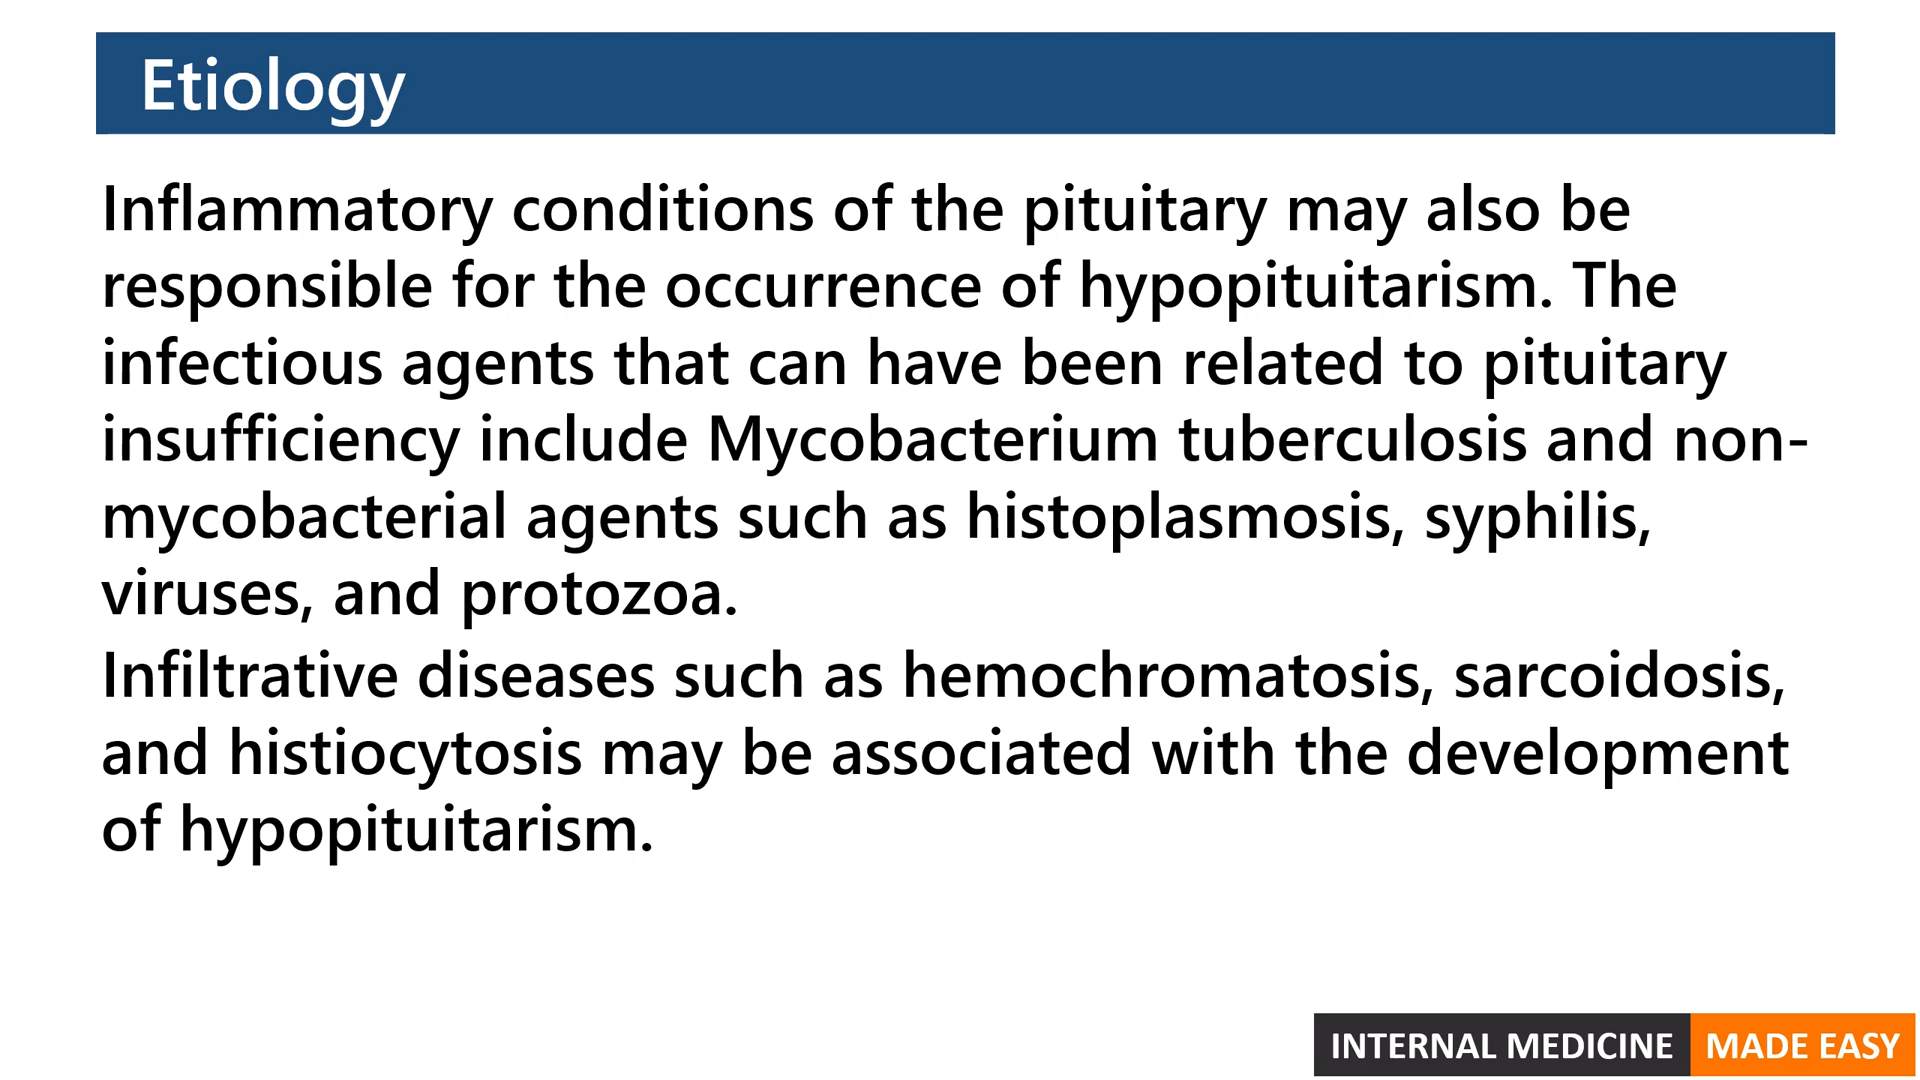 Etiology
Inflammatory conditions of the pituitary may also be
responsible for the occurrence of hypopituitarism. The
infectious agents that can have been related to pituitary
insufficiency include Mycobacterium tuberculosis and non-
mycobacterial agents such as histoplasmosis, syphilis,
viruses, and protozoa.
Infiltrative diseases such as hemochromatosis, sarcoidosis,
and histiocytosis may be associated with the development
of hypopituitarism.
INTERNAL MEDICINE MADE EASY